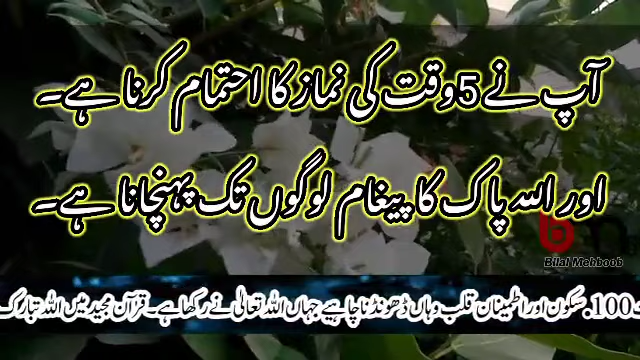 آپ نے 5 وقت کی نماز کا احتمام کرنا ہے۔
اور اللہ پاک کا پیغام لوگوں تک پہنچانا ہے۔
bm
Bilal Mehboob
100۔ سکون اور اطمینان قلب وہاں ڈھونڈنا چاہیے جہاں اللہ تعالیٰ نے رکھا ہے۔ قرآن مجید میں اللہ تبارک